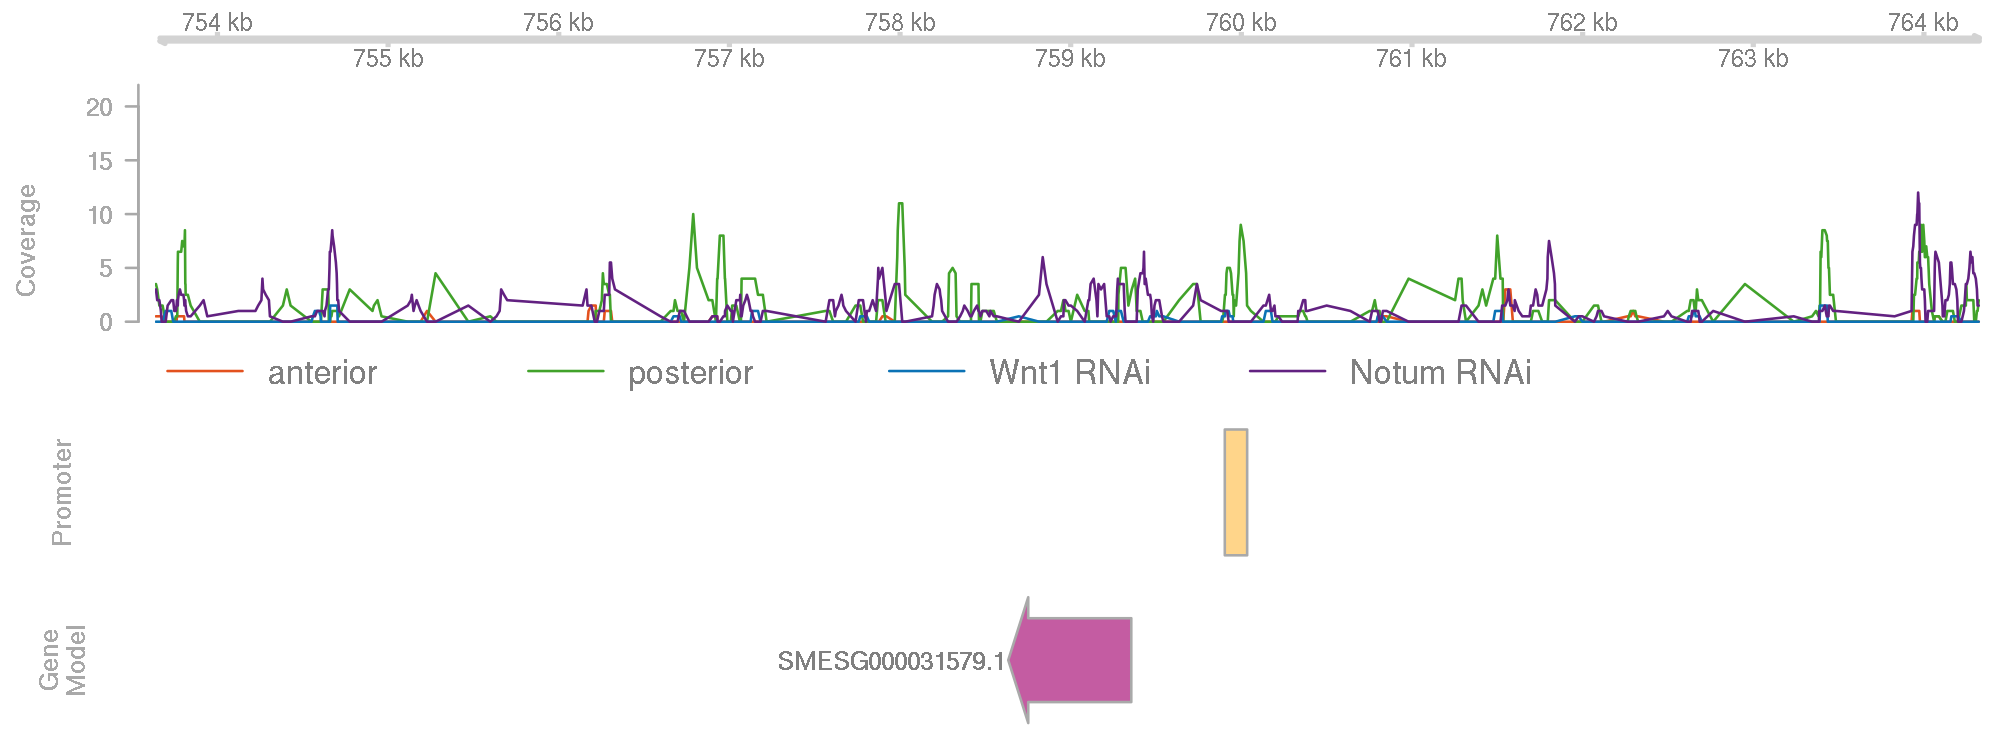 754 kb 756 kb 758 kb 760 kb 762 kb 764 kb
755 kb 757 kb 759 kb 761 kb 763 kb
Coverage
20
15
10
5
0
anterior posterior Wnt1 RNAi Notum RNAi
Promoter
Gene
Model
SMESG000031579.1